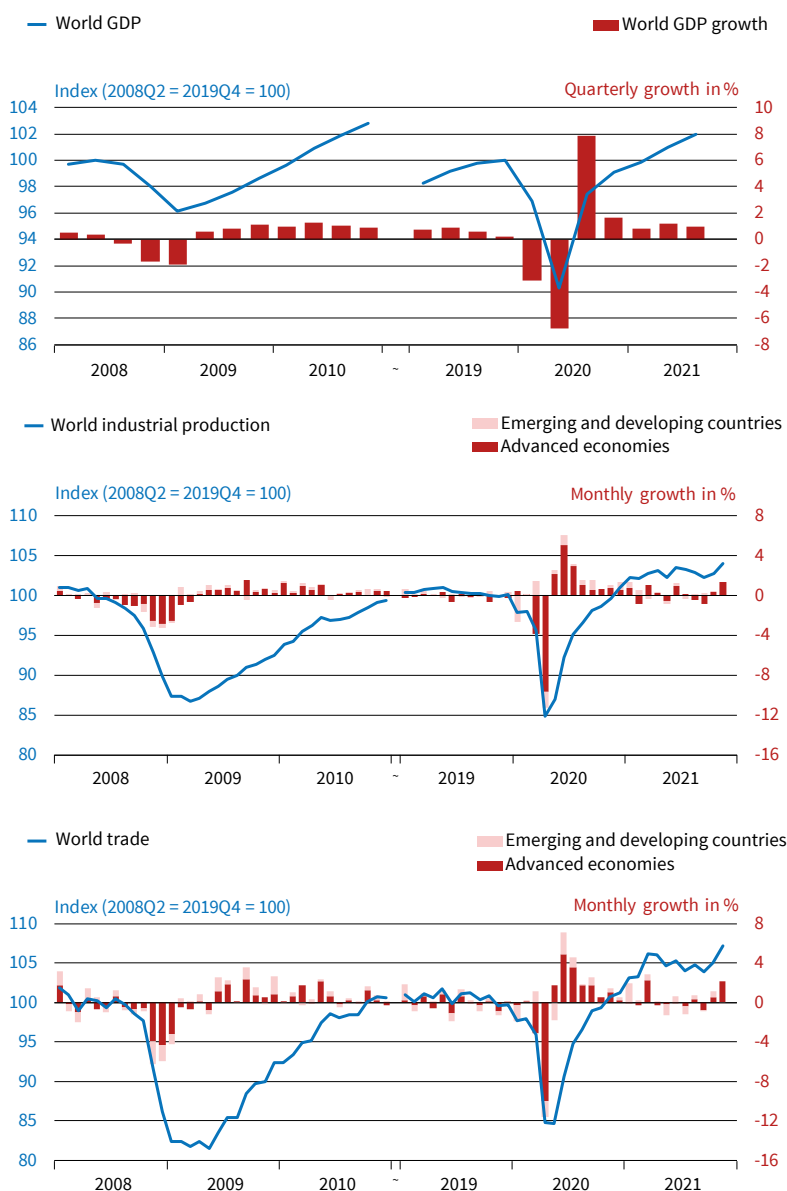 World GDP
World GDP growth
Index (2008Q2 = 2019Q4 = 100)
Quarterly growth in %
104
10
102
8
100
6
98
4
96
2
94
0
92
-2
90
-4
88
-6
86
-8
2008 2009 2010 ~ 2019 2020 2021
World industrial production
Emerging and developing countries
Advanced economies
Index (2008Q2 = 2019Q4 = 100)
Monthly growth in %
110
8
105
4
100
0
95
-4
90
-8
85
-12
80
-16
2008 2009 2010 ~ 2019 2020 2021
World trade
Emerging and developing countries
Advanced economies
Index (2008Q2 = 2019Q4 = 100)
Monthly growth in %
110
8
105
4
100
0
95
-4
90
-8
85
-12
80
-16
2008 2009 2010 ~ 2019 2020 2021